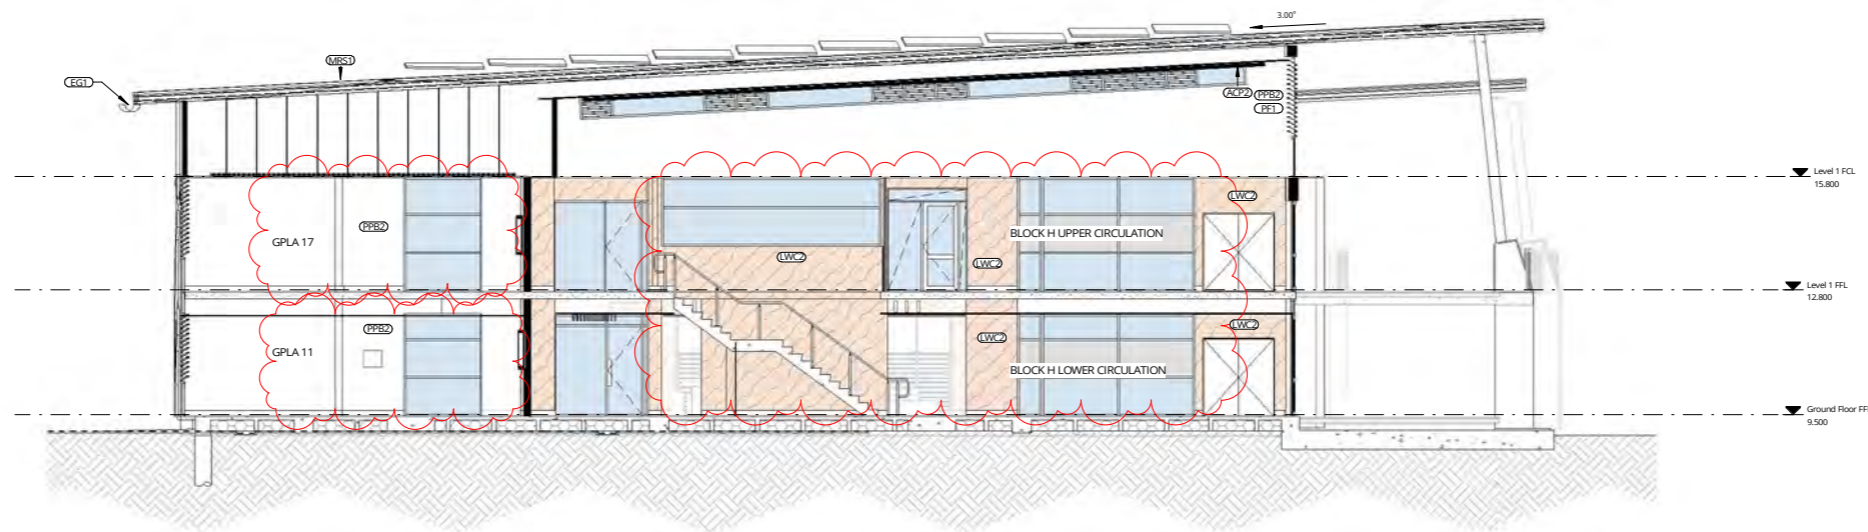 3.00°
MRS1
EG1
ACP2
PPB2
PF1
Level 1 FCL
15.800
LWC2
PPB2
BLOCK H UPPER CIRCULATION
GPLA 17
LWC2
LWC2
Level 1 FFL
12.800
LWC2
PPB2
LWC2
GPLA 11
BLOCK H LOWER CIRCULATION
Ground Floor FF
9.500